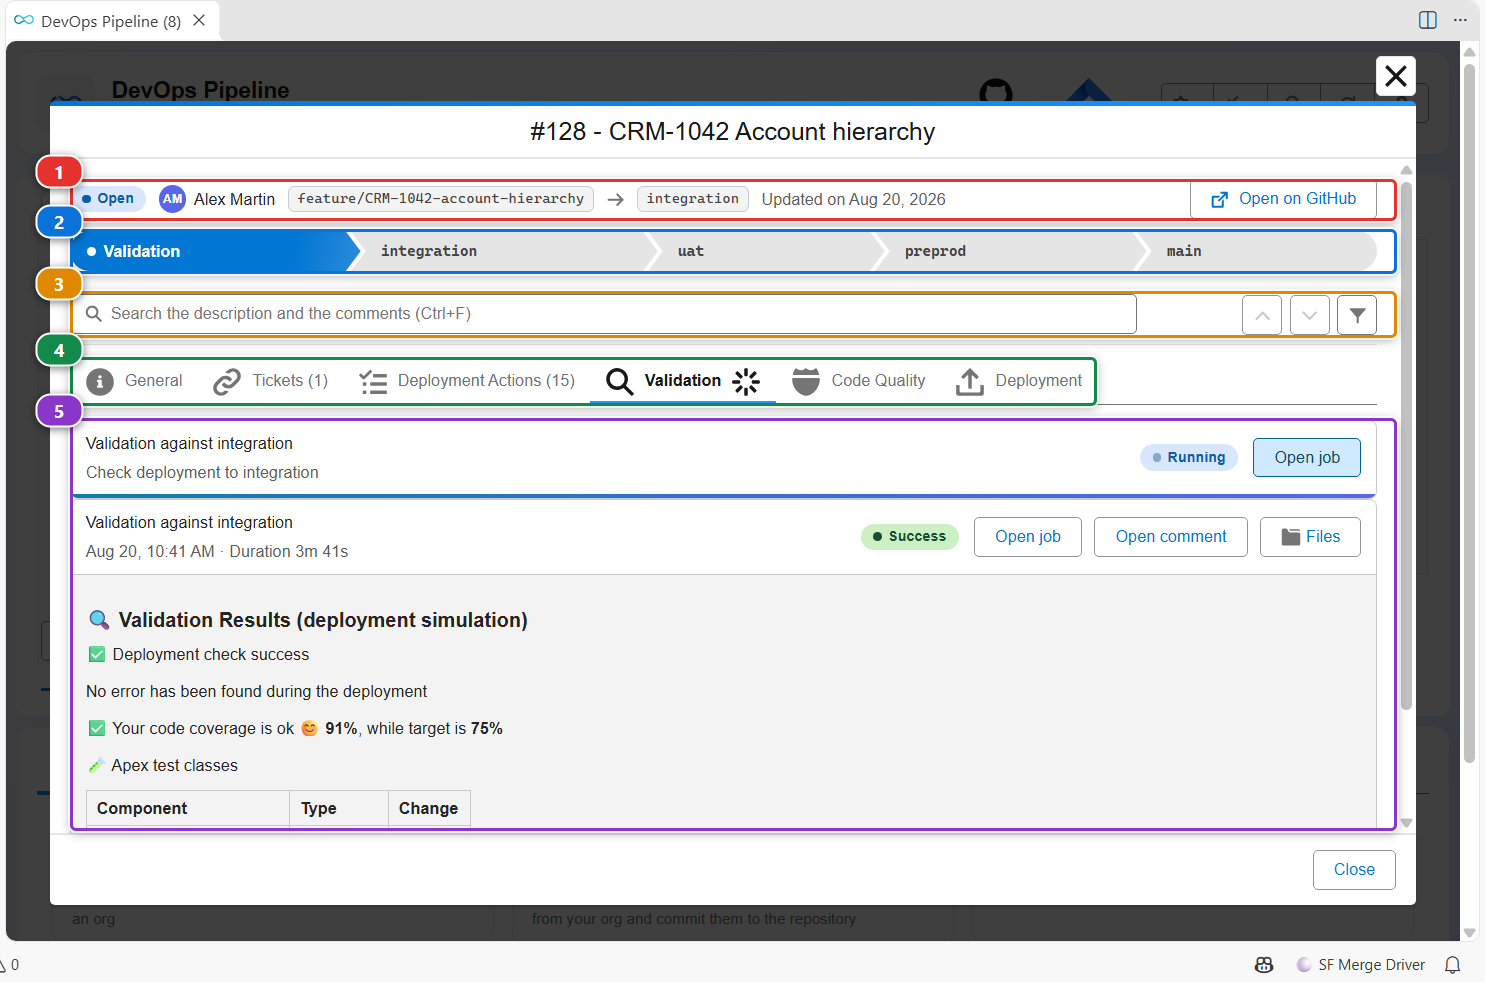 DevOps Pipeline (8)
DevOps Pipeline
#128 - CRM-1042 Account hierarchy
1
Open AM Alex Martin feature/CRM-1042-account-hierarchy → integration Updated on Aug 20, 2026 Open on GitHub
2
Validation integration uat preprod main
3
Search the description and the comments (Ctrl+F)
4
General Tickets (1) Deployment Actions (15) Validation Code Quality Deployment
5
Validation against integration
Check deployment to integration
Running Open job
Validation against integration
Aug 20, 10:41 AM · Duration 3m 41s
Success Open job Open comment Files
Validation Results (deployment simulation)
Deployment check success
No error has been found during the deployment
Your code coverage is ok 😊 91%, while target is 75%
Apex test classes
Component Type Change
Close
an org
from your org and commit them to the repository
0
SF Merge Driver